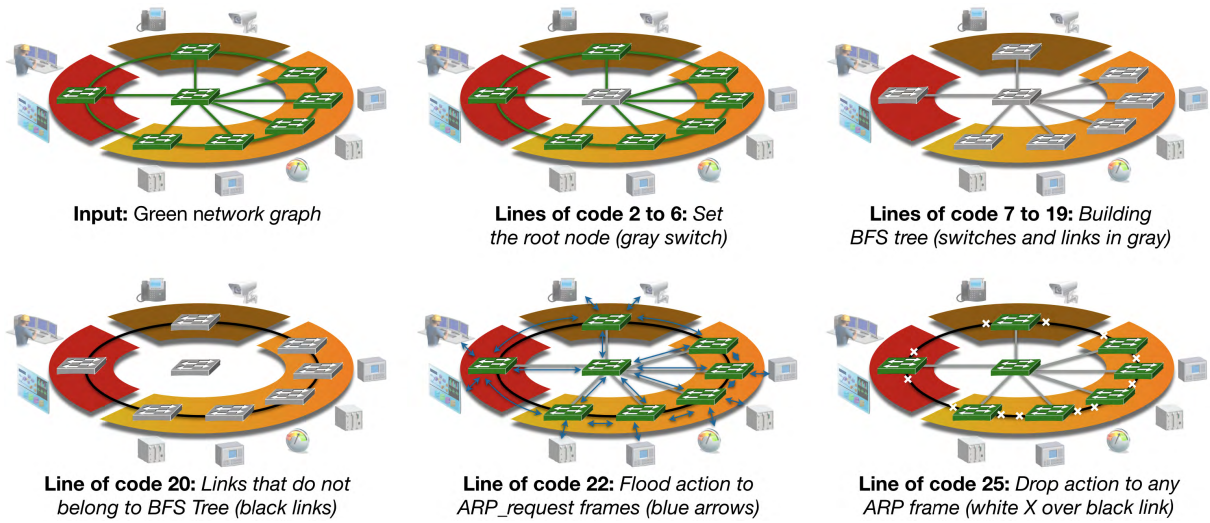 Input: Green network graph
Lines of code 2 to 6: Set
the root node (gray switch)
Lines of code 7 to 19: Building
BFS tree (switches and links in gray)
Line of code 20: Links that do not
belong to BFS Tree (black links)
Line of code 22: Flood action to
ARP_request frames (blue arrows)
Line of code 25: Drop action to any
ARP frame (white X over black link)